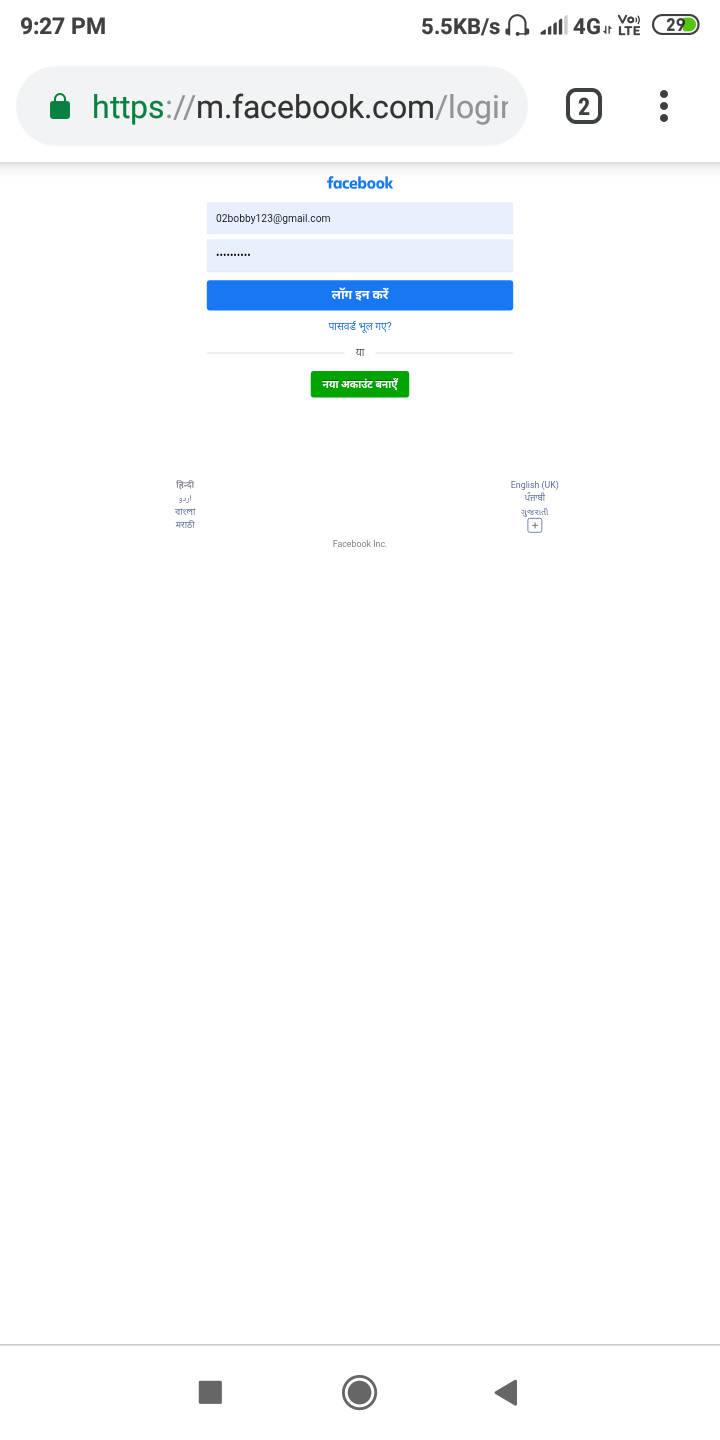 9:27 PM 5.5KB/s 4G Vo) LTE 29
https://m.facebook.com/login
2
facebook
02bobby123@gmail.com
••••••••••
लॉग इन करें
पासवर्ड भूल गए?
या
नया अकाउंट बनाएँ
हिन्दी English (UK)
اردو ਪੰਜਾਬੀ
বাংলা ગુજરાતી
मराठी +
Facebook Inc.